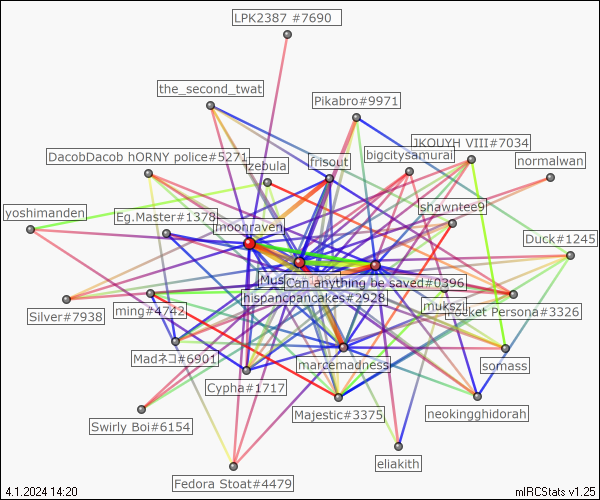 LPK2387 #7690
the_second_twat
Pikabro#9971
JKOUYH VIII#7034
DacobDacob hORNY police#5271
zebula
frisout
bigcitysamurai
normalwan
yoshimanden
Eg.Master#1378
shawntee9
moonraven
Duck#1245
Can anything be saved#0396
hispancpancakes#2928
Silver#7938
ming#4742
mukszi
Pocket Persona#3326
Madネコ#6901
marcemadness
somass
Cypha#1717
Majestic#3375
neokingghidorah
Swirly Boi#6154
eliakith
Fedora Stoat#4479
4.1.2024 14:20
mIRCStats v1.25